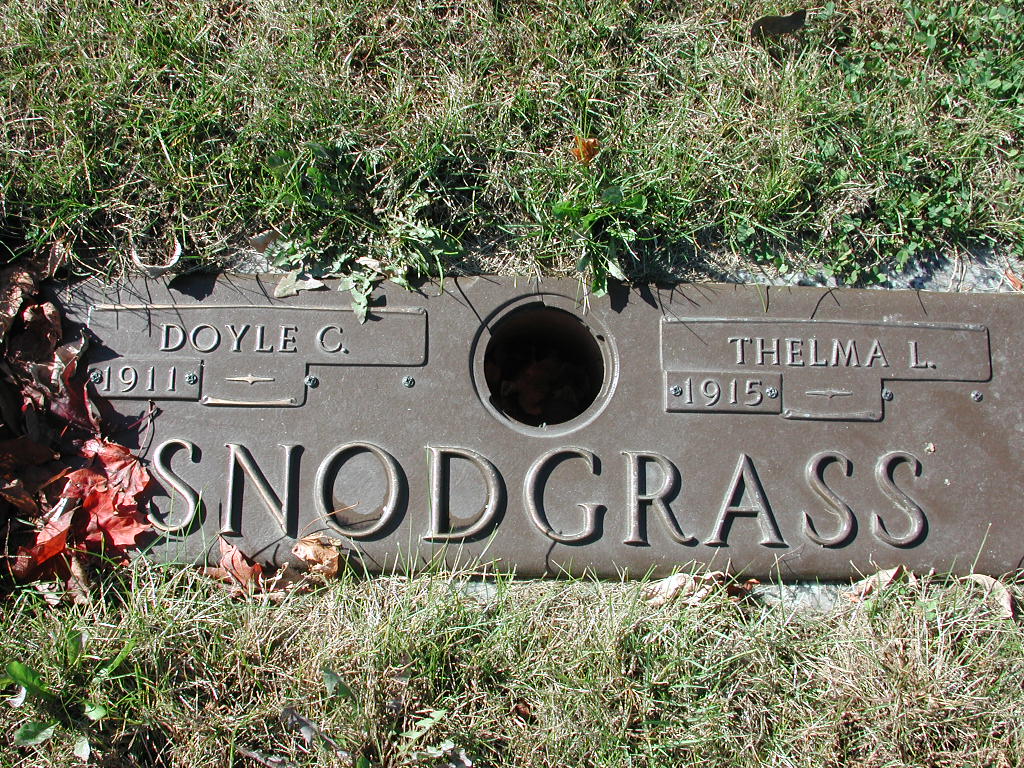 DOYLE C.
1911
THELMA L.
1915
SNODGRASS